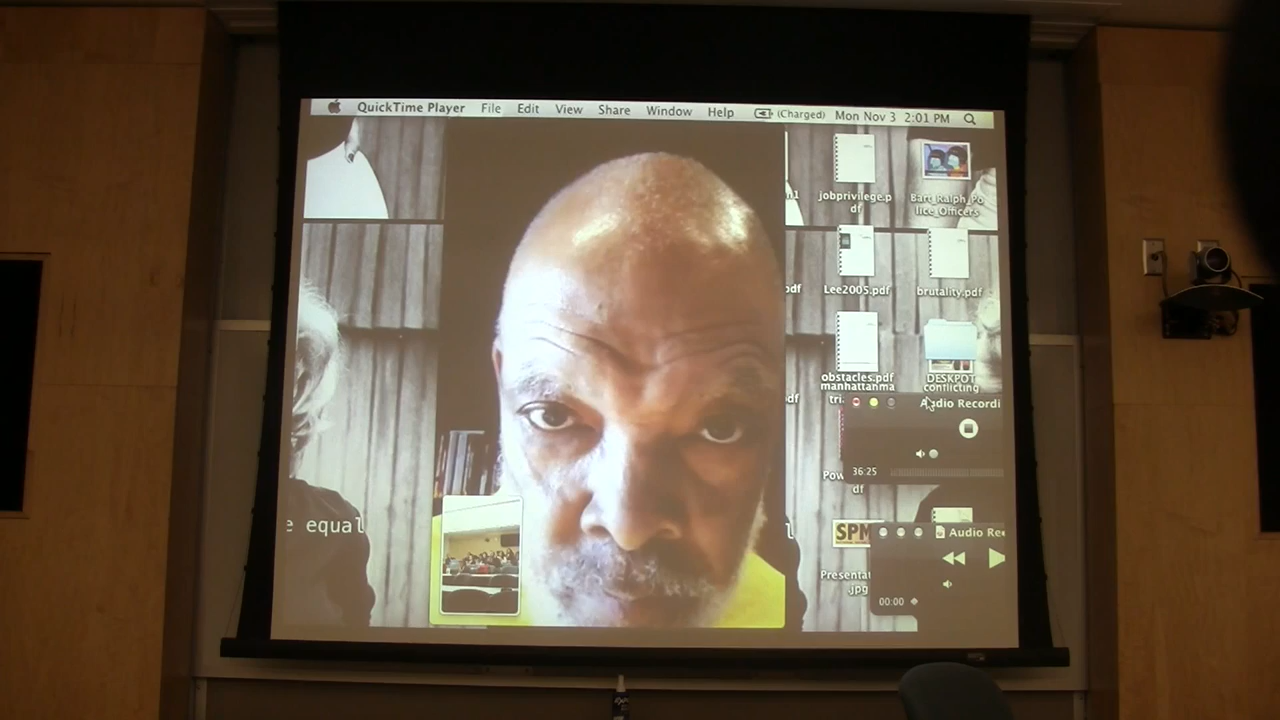 QuickTime Player File Edit View Share Window Help (Charged) Mon Nov 3 2:01 PM
jobprivilege.p
df
Bart_Ralph_Po
lice_Officers
Lee2005.pdf
brutality.pdf
obstacles.pdf
manhattanma
DESKPOT
conflicting
Audio Recordi
36:25
df
e equal
SPM
Audio Re
Presenta
jpg
00:00